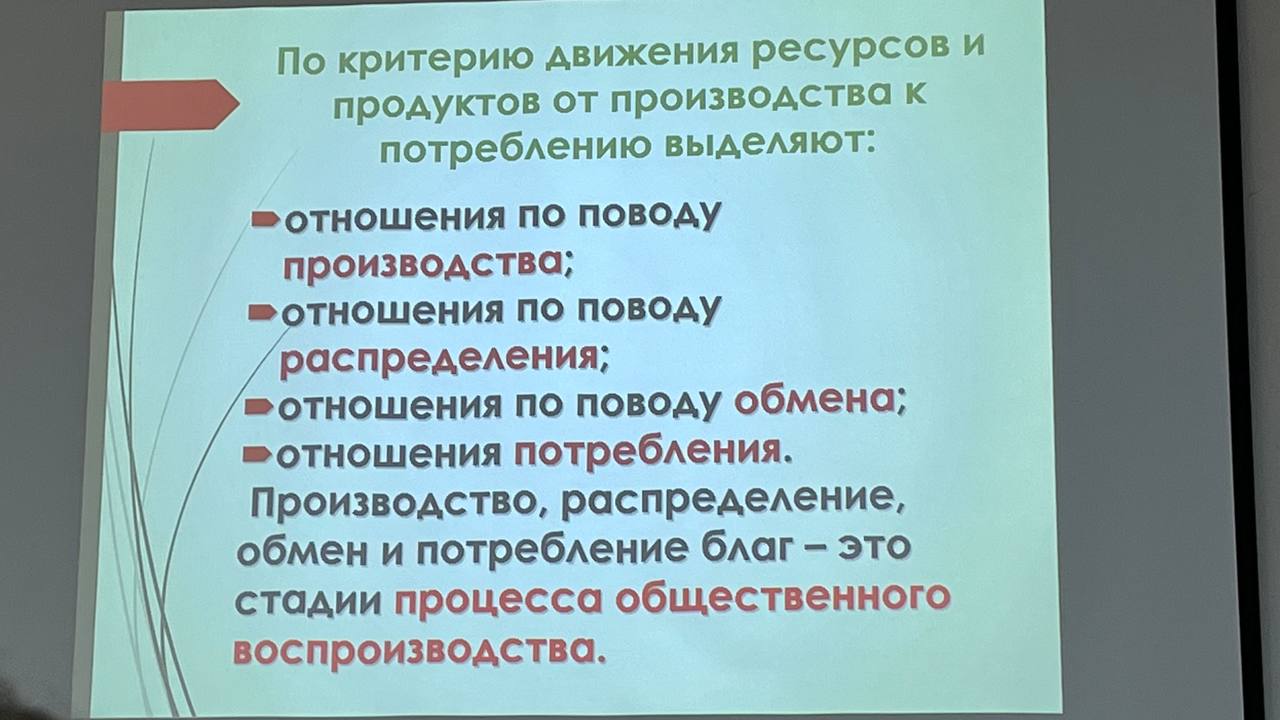 По критерию движения ресурсов и
продуктов от производства к
потреблению выделяют:
отношения по поводу
производства;
отношения по поводу
распределения;
отношения по поводу обмена;
отношения потребления.
Производство, распределение,
обмен и потребление благ – это
стадии процесса общественного
воспроизводства.